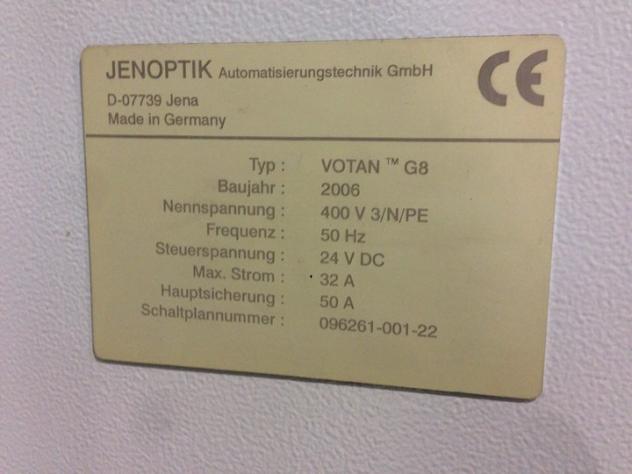 JENOPTIK Automatisierungstechnik GmbH
CE
D-07739 Jena
Made in Germany
Typ : VOTAN ™ G8
Baujahr : 2006
Nennspannung : 400 V 3/N/PE
Frequenz : 50 Hz
Steuerspannung : 24 V DC
Max. Strom : 32 A
Hauptsicherung : 50 A
Schaltplannummer : 096261-001-22